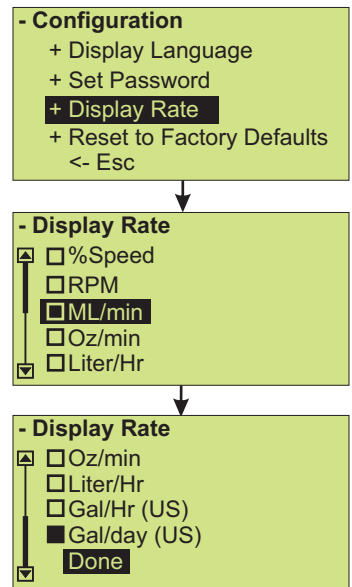 - Configuration
+ Display Language
+ Set Password
+ Display Rate
+ Reset to Factory Defaults
<- Esc
- Display Rate
%Speed
RPM
ML/min
Oz/min
Liter/Hr
- Display Rate
Oz/min
Liter/Hr
Gal/Hr (US)
Gal/day (US)
Done